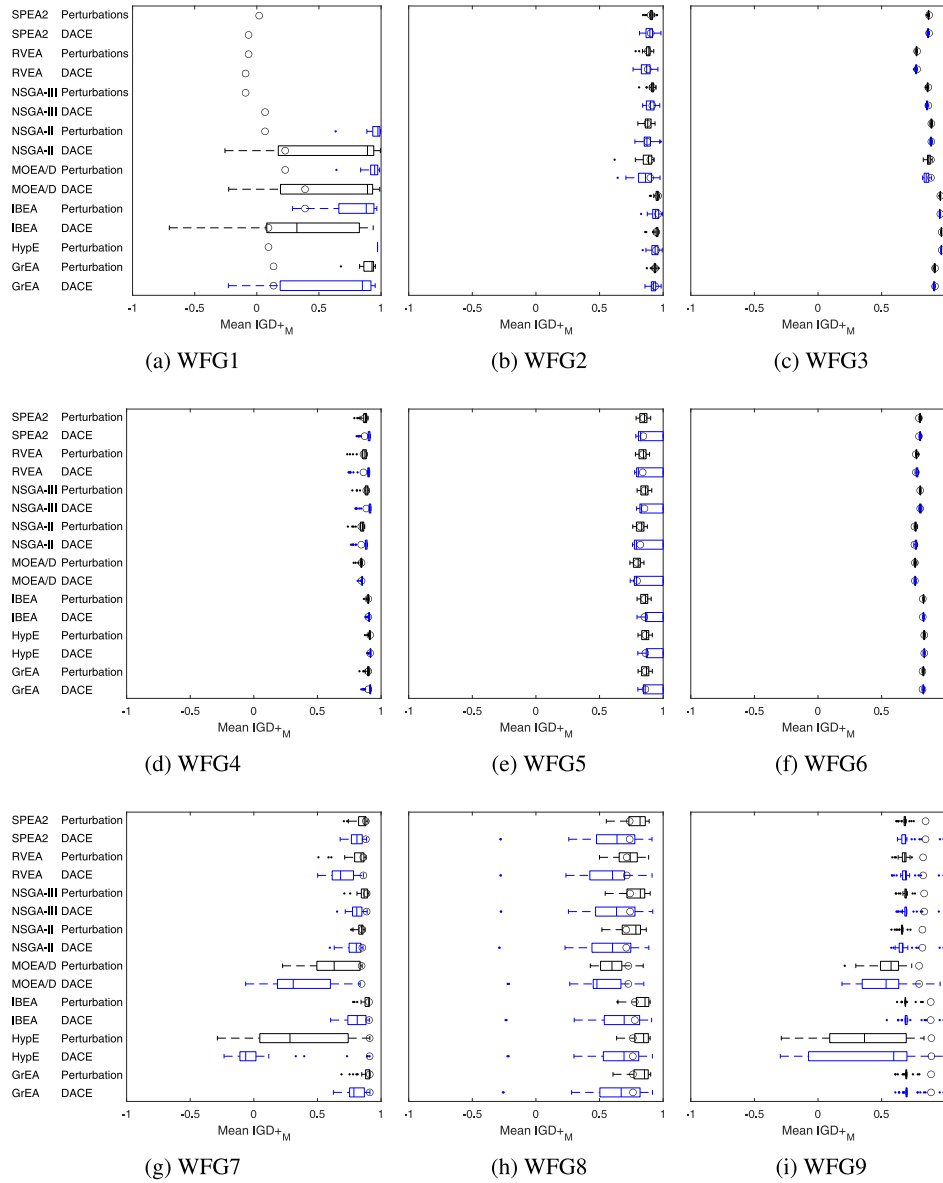 SPEA2 Perturbations
SPEA2 DACE
RVEA Perturbations
RVEA DACE
NSGA-III Perturbations
NSGA-III DACE
NSGA-II Perturbation
NSGA-II DACE
MOEA/D Perturbation
MOEA/D DACE
IBEA Perturbation
IBEA DACE
HypE Perturbation
GrEA Perturbation
GrEA DACE
-1 -0.5 0 0.5 1 -1 -0.5 0 0.5 1 -1 -0.5 0 0.5
Mean IGD+M Mean IGD+M Mean IGD+M
(a) WFG1 (b) WFG2 (c) WFG3
SPEA2 Perturbation
SPEA2 DACE
RVEA Perturbation
RVEA DACE
NSGA-III Perturbation
NSGA-III DACE
NSGA-II Perturbation
NSGA-II DACE
MOEA/D Perturbation
MOEA/D DACE
IBEA Perturbation
IBEA DACE
HypE Perturbation
HypE DACE
GrEA Perturbation
GrEA DACE
-1 -0.5 0 0.5 1 -1 -0.5 0 0.5 1 -1 -0.5 0 0.5
Mean IGD+M Mean IGD+M Mean IGD+M
(d) WFG4 (e) WFG5 (f) WFG6
SPEA2 Perturbation
SPEA2 DACE
RVEA Perturbation
RVEA DACE
NSGA-III Perturbation
NSGA-III DACE
NSGA-II Perturbation
NSGA-II DACE
MOEA/D Perturbation
MOEA/D DACE
IBEA Perturbation
IBEA DACE
HypE Perturbation
HypE DACE
GrEA Perturbation
GrEA DACE
-1 -0.5 0 0.5 1 -1 -0.5 0 0.5 1 -1 -0.5 0 0.5
Mean IGD+M Mean IGD+M Mean IGD+M
(g) WFG7 (h) WFG8 (i) WFG9